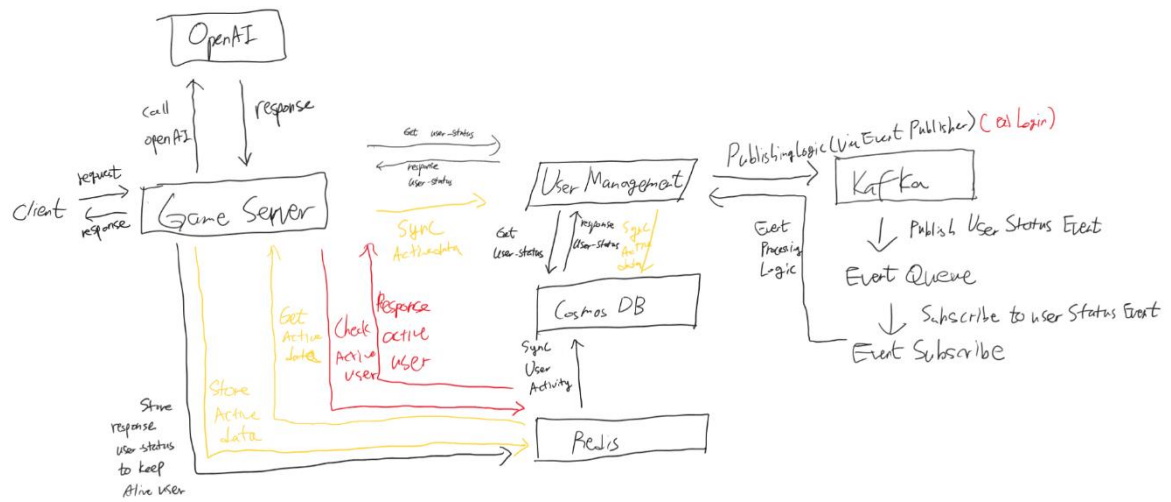 OpenAI
call
openAI
response
request
Client
response
Game Server
Get user-status
response
user-status
Sync
Activedata
User Management
PublishingLogic (via Event Publisher)
Login)
Kafka
Publish User Status Event
Event Queue
Subscribe to user Status Event
Event Subscribe
Event
Processing
Logic
Get
User-status
response
User-status
Sync
Active
data
Cosmos DB
Sync
User
Activity
Redis
Get
Active
data
Check
Active
user
Response
active
user
Store
Active
data
Store
response
user-status
to keep
Alive user